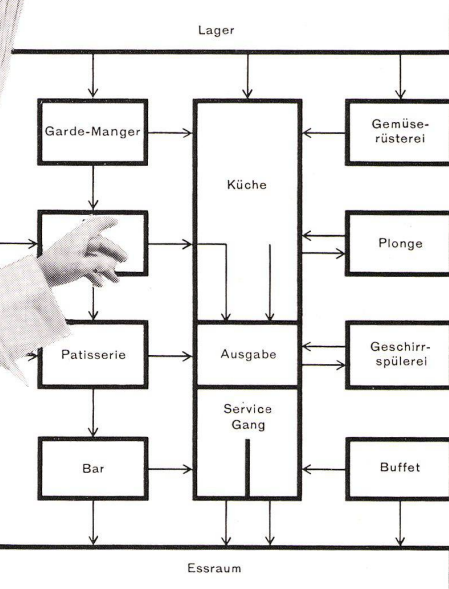 Lager
Garde-Manger
Küche
Gemüse-
rüsterei
Plonge
Patisserie
Ausgabe
Geschirr-
spülerei
Service
Gang
Bar
Buffet
Essraum